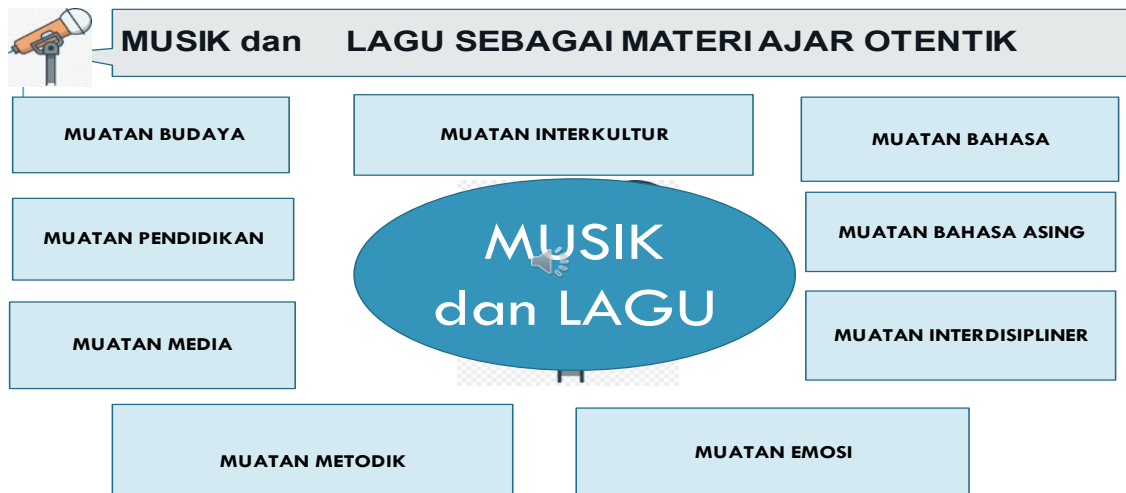 MUSIK dan LAGU SEBAGAI MATERI AJAR OTENTIK
MUATAN BUDAYA
MUATAN INTERKULTUR
MUATAN BAHASA
MUATAN PENDIDIKAN
MUSIK
dan LAGU
MUATAN BAHASA ASING
MUATAN MEDIA
MUATAN INTERDISIPLINER
MUATAN METODIK
MUATAN EMOSI